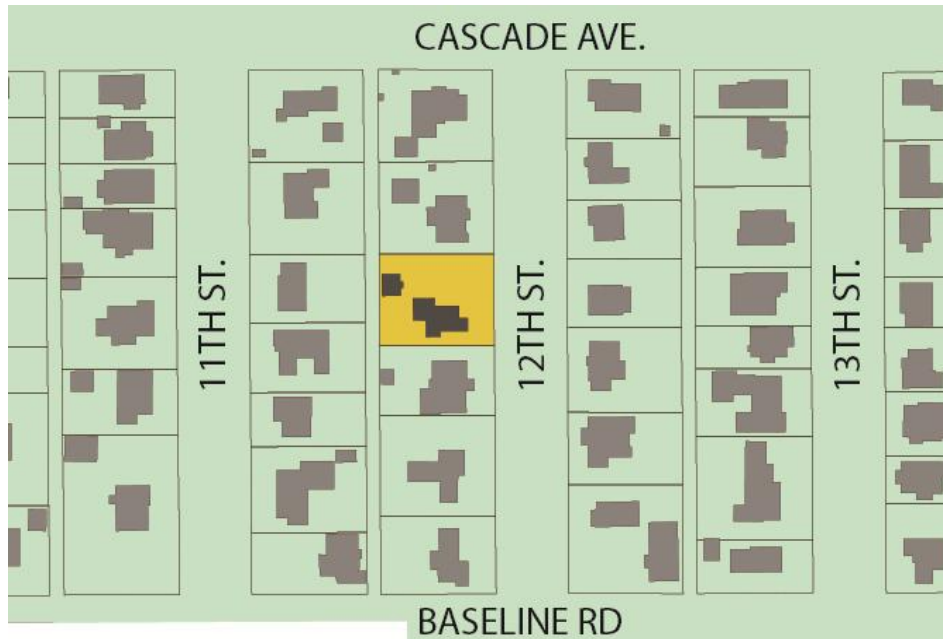 CASCADE AVE.
11TH ST.
12TH ST.
13TH ST.
BASELINE RD